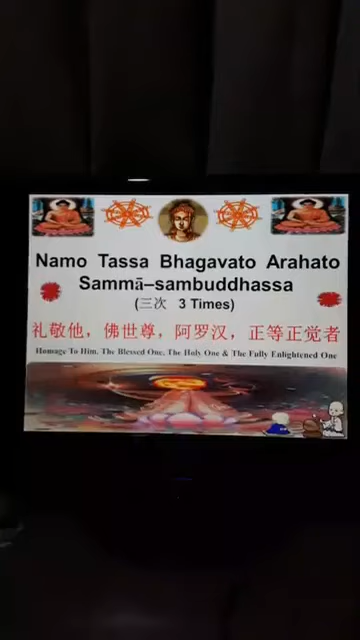 Namo Tassa Bhagavato Arahato
Sammā–sambuddhassa
(三次 3 Times)
礼敬他，佛世尊，阿罗汉，正等正觉者
Homage To Him, The Blessed One, The Holy One & The Fully Enlightened One